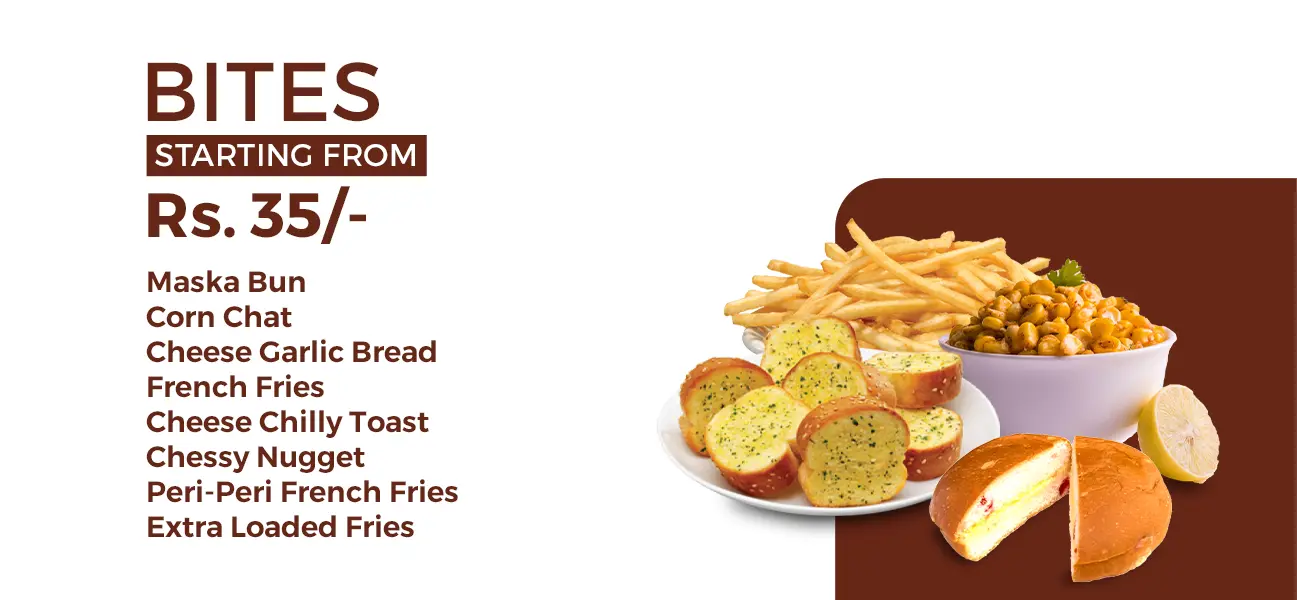 BITES
STARTING FROM
Rs. 35/-
Maska Bun
Corn Chat
Cheese Garlic Bread
French Fries
Cheese Chilly Toast
Chessy Nugget
Peri-Peri French Fries
Extra Loaded Fries